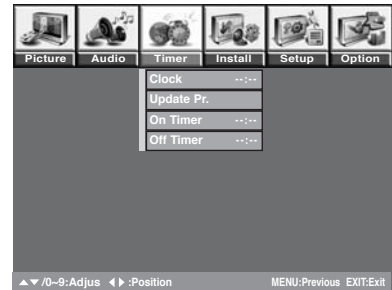 Picture Audio Timer Install Setup Option
Clock --:--
Update Pr.
On Timer --:--
Off Timer --:--
▲▼/0~9:Adjus ◀▶:Position MENU:Previous EXIT:Exit